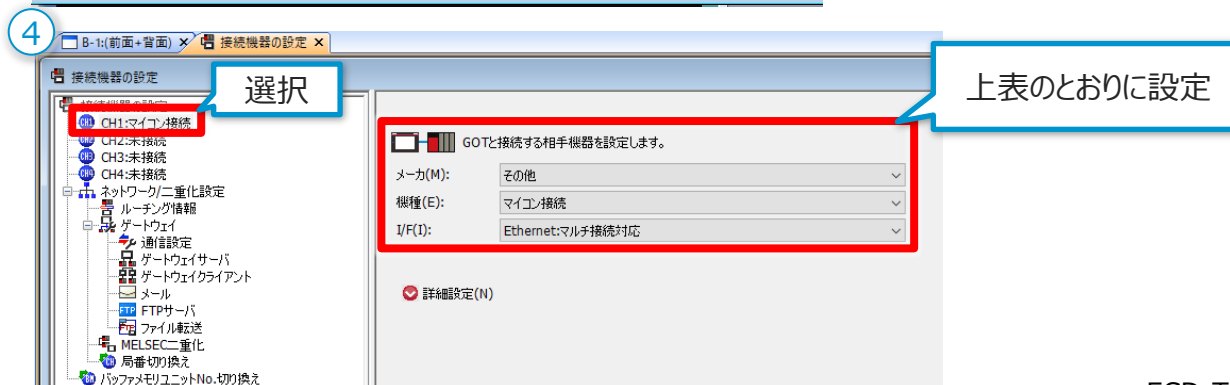 4
B-1:(前面+背面)
接続機器の設定
接続機器の設定
選択
上表のとおりに設定
CH1:マイコン接続
CH2:未接続
CH3:未接続
CH4:未接続
ネットワーク/二重化設定
ルーチング情報
ゲートウェイ
通信設定
ゲートウェイサーバ
ゲートウェイクライアント
メール
FTPサーバ
ファイル転送
MELSEC二重化
局番切り換え
バッファメモリユニットNo.切り換え
GOTと接続する相手機器を設定します。
メーカ(M): その他
機種(E): マイコン接続
I/F(I): Ethernet:マルチ接続対応
詳細設定(N)